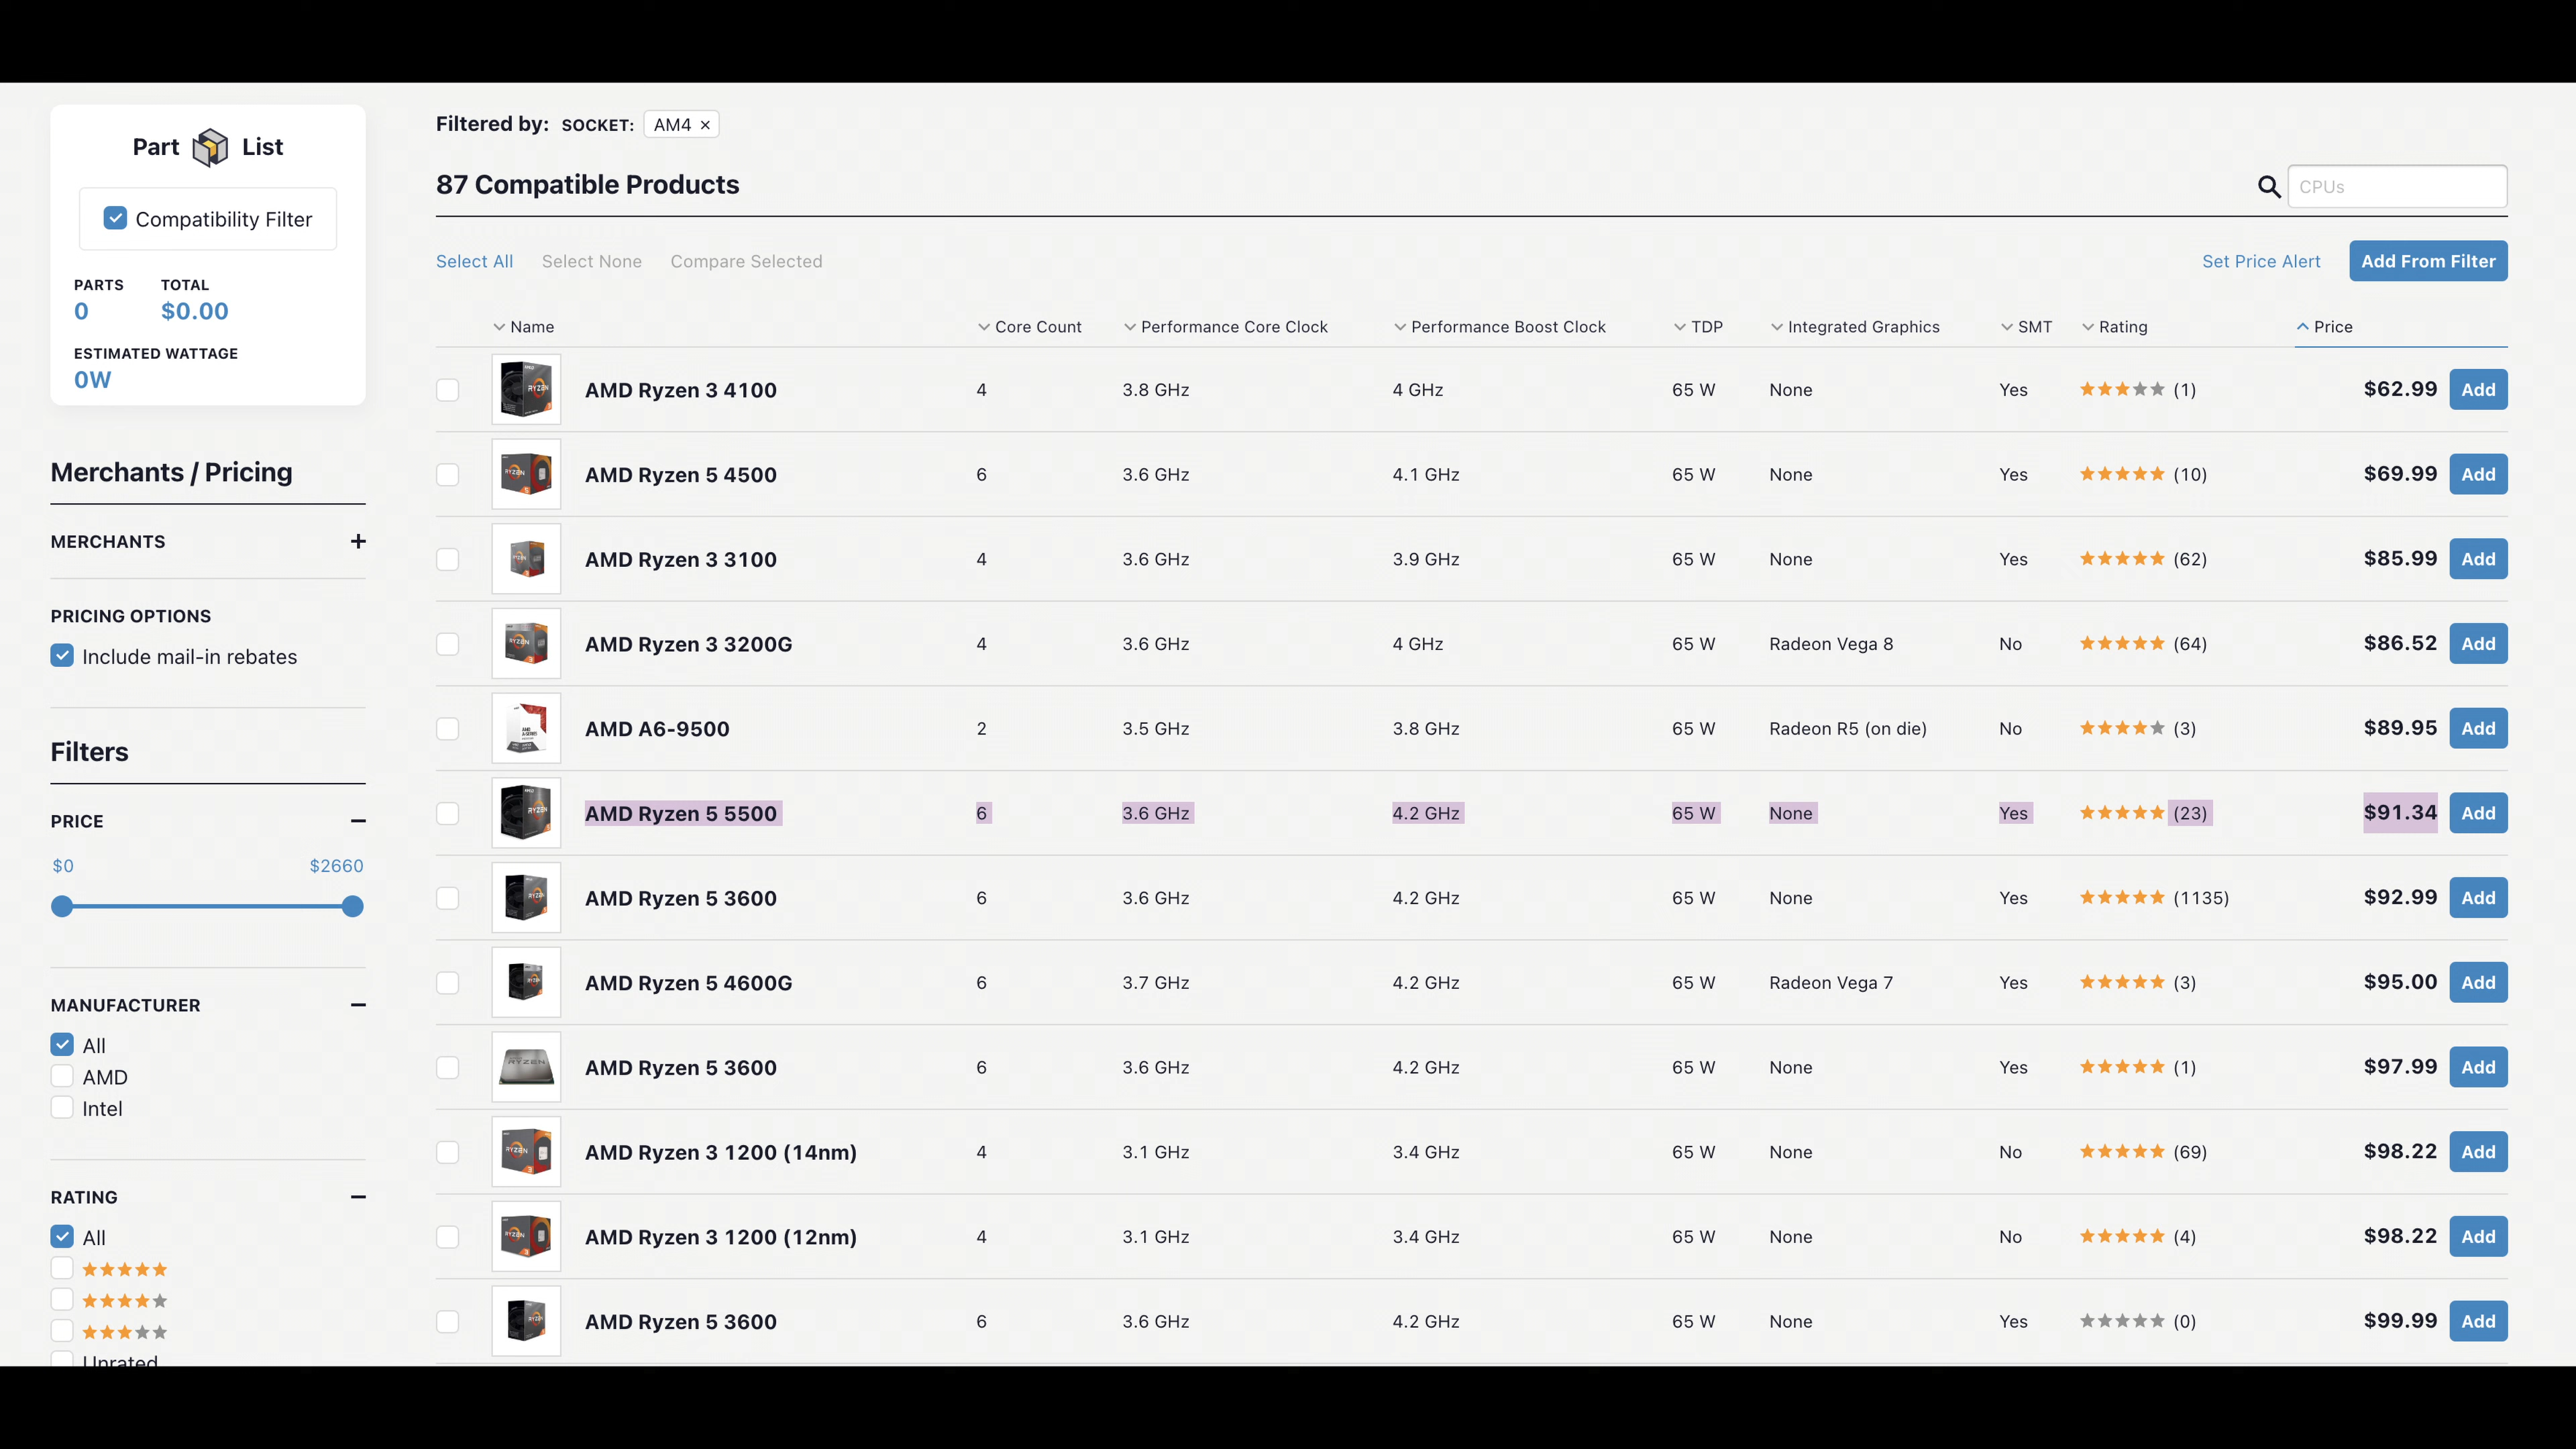 Part List
Compatibility Filter
PARTS TOTAL
0 $0.00
ESTIMATED WATTAGE
0W
Merchants / Pricing
MERCHANTS +
PRICING OPTIONS
Include mail-in rebates
Filters
PRICE
$0 $2660
MANUFACTURER
All
AMD
Intel
RATING
All
Unrated
Filtered by: SOCKET: AM4 ×
87 Compatible Products
CPUs
Select All Select None Compare Selected Set Price Alert Add From Filter
Name Core Count Performance Core Clock Performance Boost Clock TDP Integrated Graphics SMT Rating Price
AMD Ryzen 3 4100 4 3.8 GHz 4 GHz 65 W None Yes (1) $62.99 Add
AMD Ryzen 5 4500 6 3.6 GHz 4.1 GHz 65 W None Yes (10) $69.99 Add
AMD Ryzen 3 3100 4 3.6 GHz 3.9 GHz 65 W None Yes (62) $85.99 Add
AMD Ryzen 3 3200G 4 3.6 GHz 4 GHz 65 W Radeon Vega 8 No (64) $86.52 Add
AMD A6-9500 2 3.5 GHz 3.8 GHz 65 W Radeon R5 (on die) No (3) $89.95 Add
AMD Ryzen 5 5500 6 3.6 GHz 4.2 GHz 65 W None Yes (23) $91.34 Add
AMD Ryzen 5 3600 6 3.6 GHz 4.2 GHz 65 W None Yes (1135) $92.99 Add
AMD Ryzen 5 4600G 6 3.7 GHz 4.2 GHz 65 W Radeon Vega 7 Yes (3) $95.00 Add
AMD Ryzen 5 3600 6 3.6 GHz 4.2 GHz 65 W None Yes (1) $97.99 Add
AMD Ryzen 3 1200 (14nm) 4 3.1 GHz 3.4 GHz 65 W None No (69) $98.22 Add
AMD Ryzen 3 1200 (12nm) 4 3.1 GHz 3.4 GHz 65 W None No (4) $98.22 Add
AMD Ryzen 5 3600 6 3.6 GHz 4.2 GHz 65 W None Yes (0) $99.99 Add